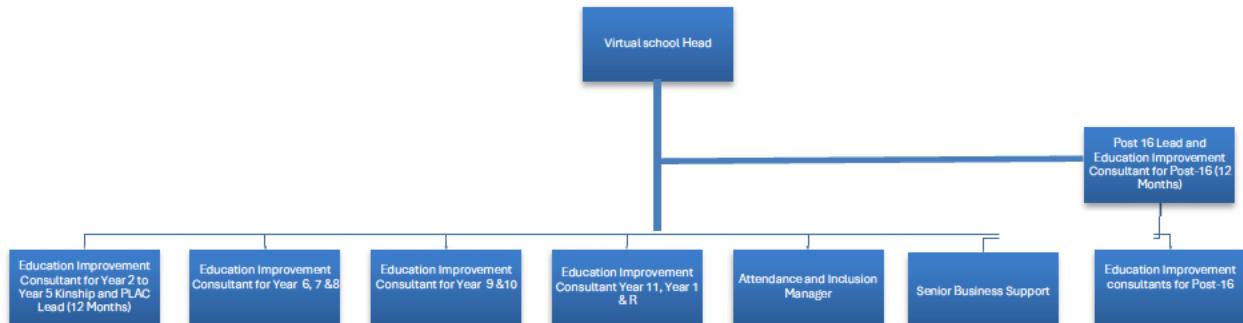 Virtual school Head
Post 16 Lead and
Education Improvement
Consultant for Post-16 (12
Months)
Education Improvement
Consultant for Year 2 to
Year 5 Kinship and PLAC
Lead (12 Months)
Education Improvement
Consultant for Year 6, 7 &8
Education Improvement
Consultant for Year 9 &10
Education Improvement
Consultant Year 11, Year 1
& R
Attendance and Inclusion
Manager
Senior Business Support
Education Improvement
consultants for Post-16